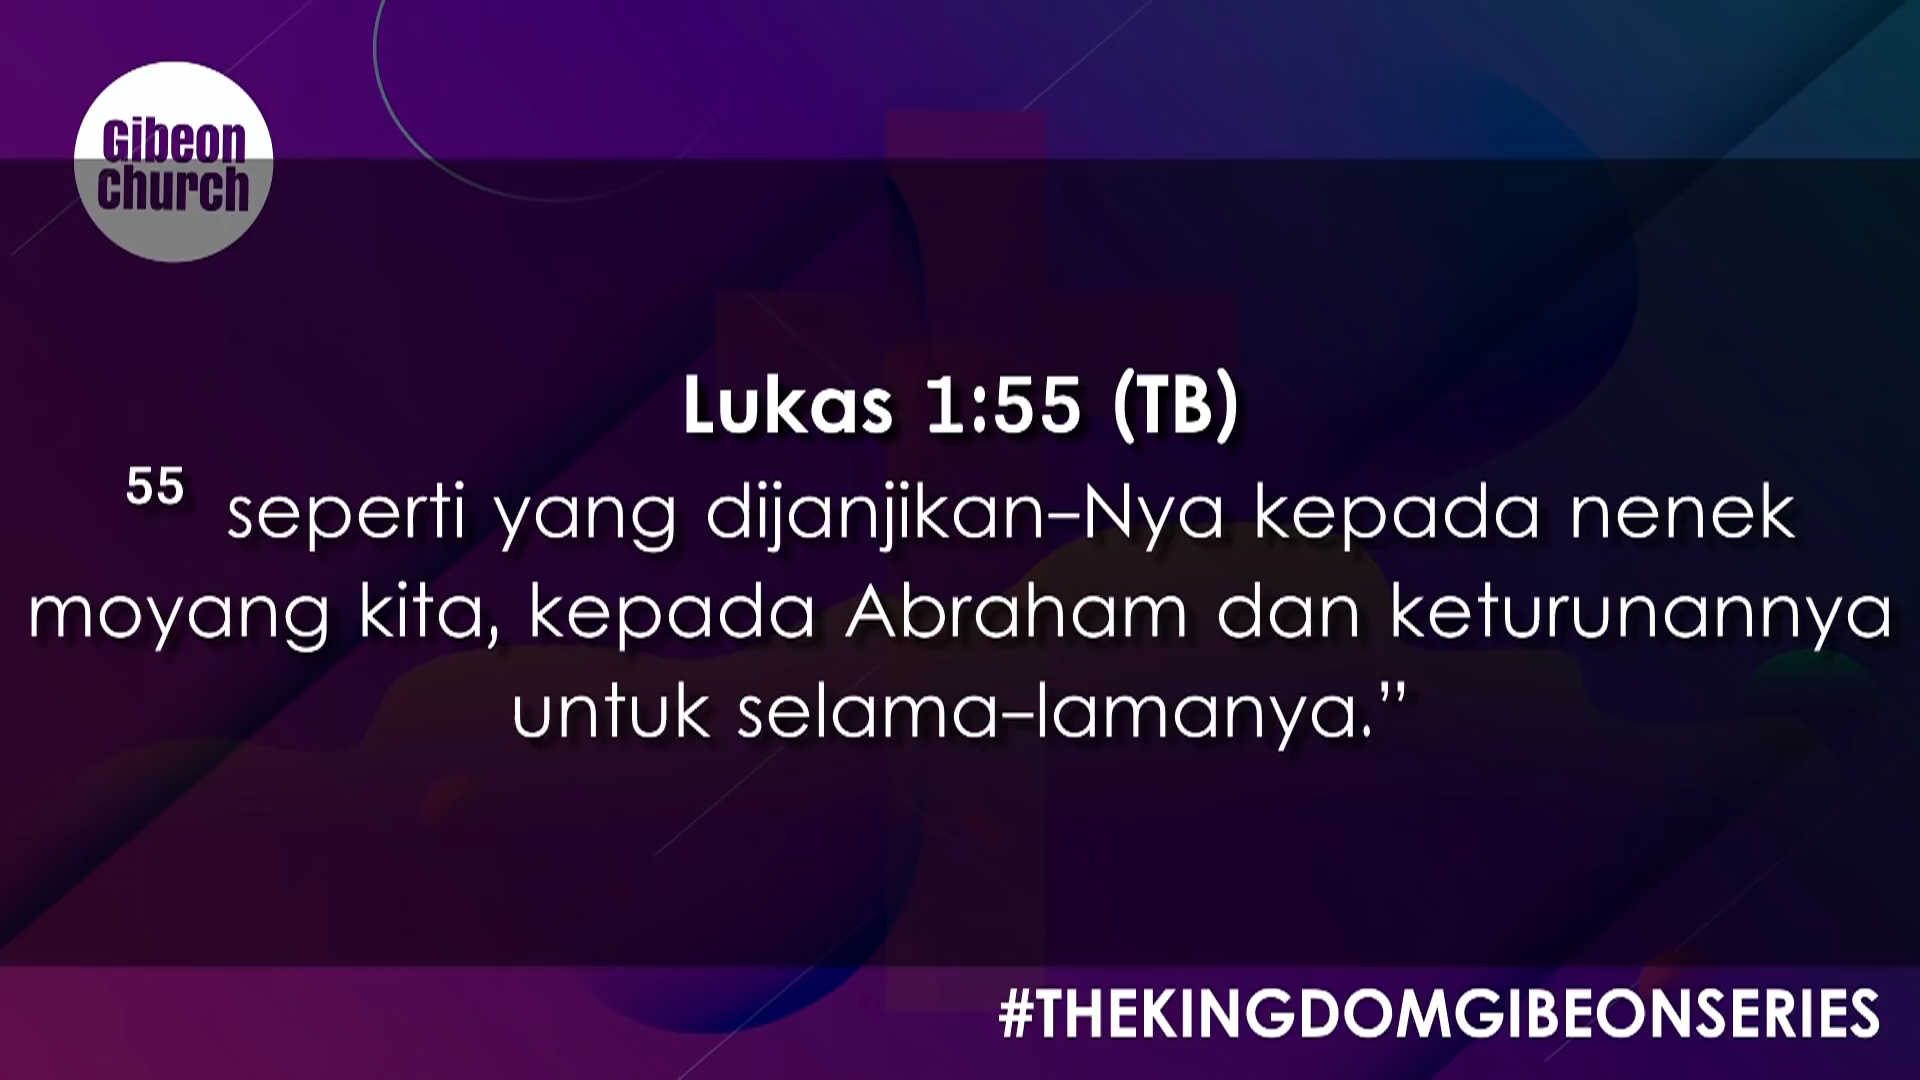 Gibeon
church
Lukas 1:55 (TB)
55 seperti yang dijanjikan–Nya kepada nenek
moyang kita, kepada Abraham dan keturunannya
untuk selama–lamanya.”
#THEKINGDOMGIBEONSERIES